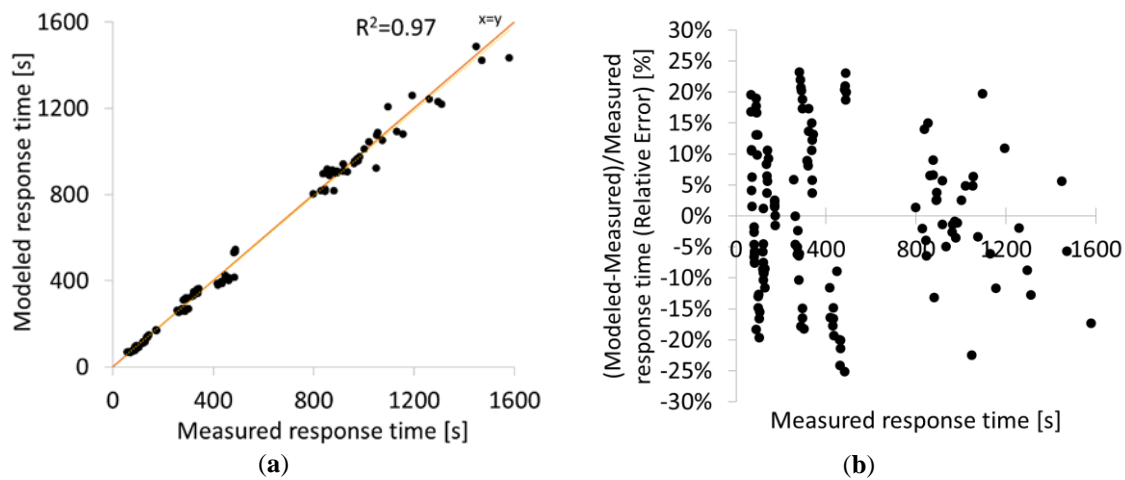 1600
1200
800
400
0
0 400 800 1200 1600
Modeled response time [s]
Measured response time [s]
R²=0.97
x=y
(a)
30%
25%
20%
15%
10%
5%
0%
-5%
-10%
-15%
-20%
-25%
-30%
0 400 800 1200 1600
(Modeled-Measured)/Measured
response time (Relative Error) [%]
Measured response time [s]
(b)